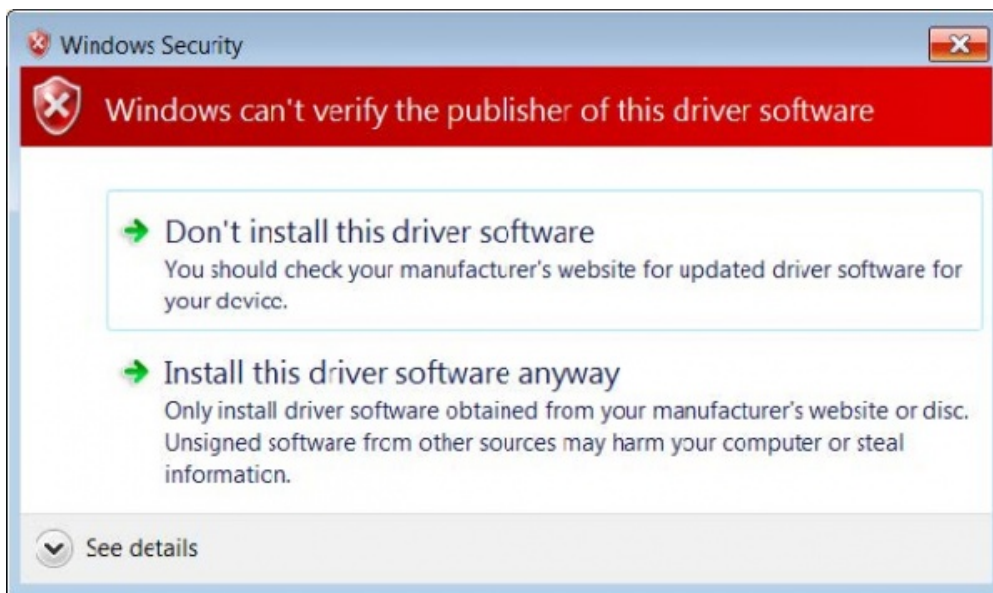 Windows Security
Windows can't verify the publisher of this driver software
Don't install this driver software
You should check your manufacturer's website for updated driver software for
your device.
Install this driver software anyway
Only install driver software obtained from your manufacturer's website or disc.
Unsigned software from other sources may harm your computer or steal
information.
See details